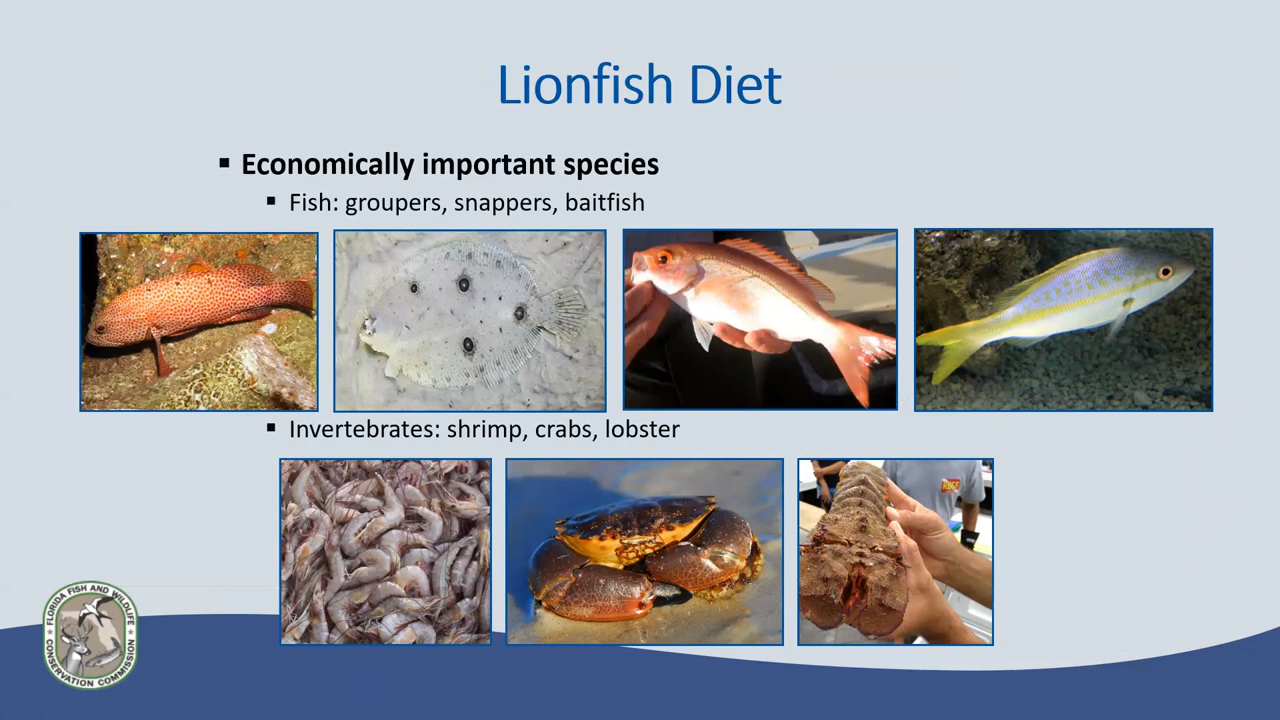 Lionfish Diet
▪ Economically important species
▪ Fish: groupers, snappers, baitfish
▪ Invertebrates: shrimp, crabs, lobster
FLORIDA FISH AND WILDLIFE
CONSERVATION COMMISSION